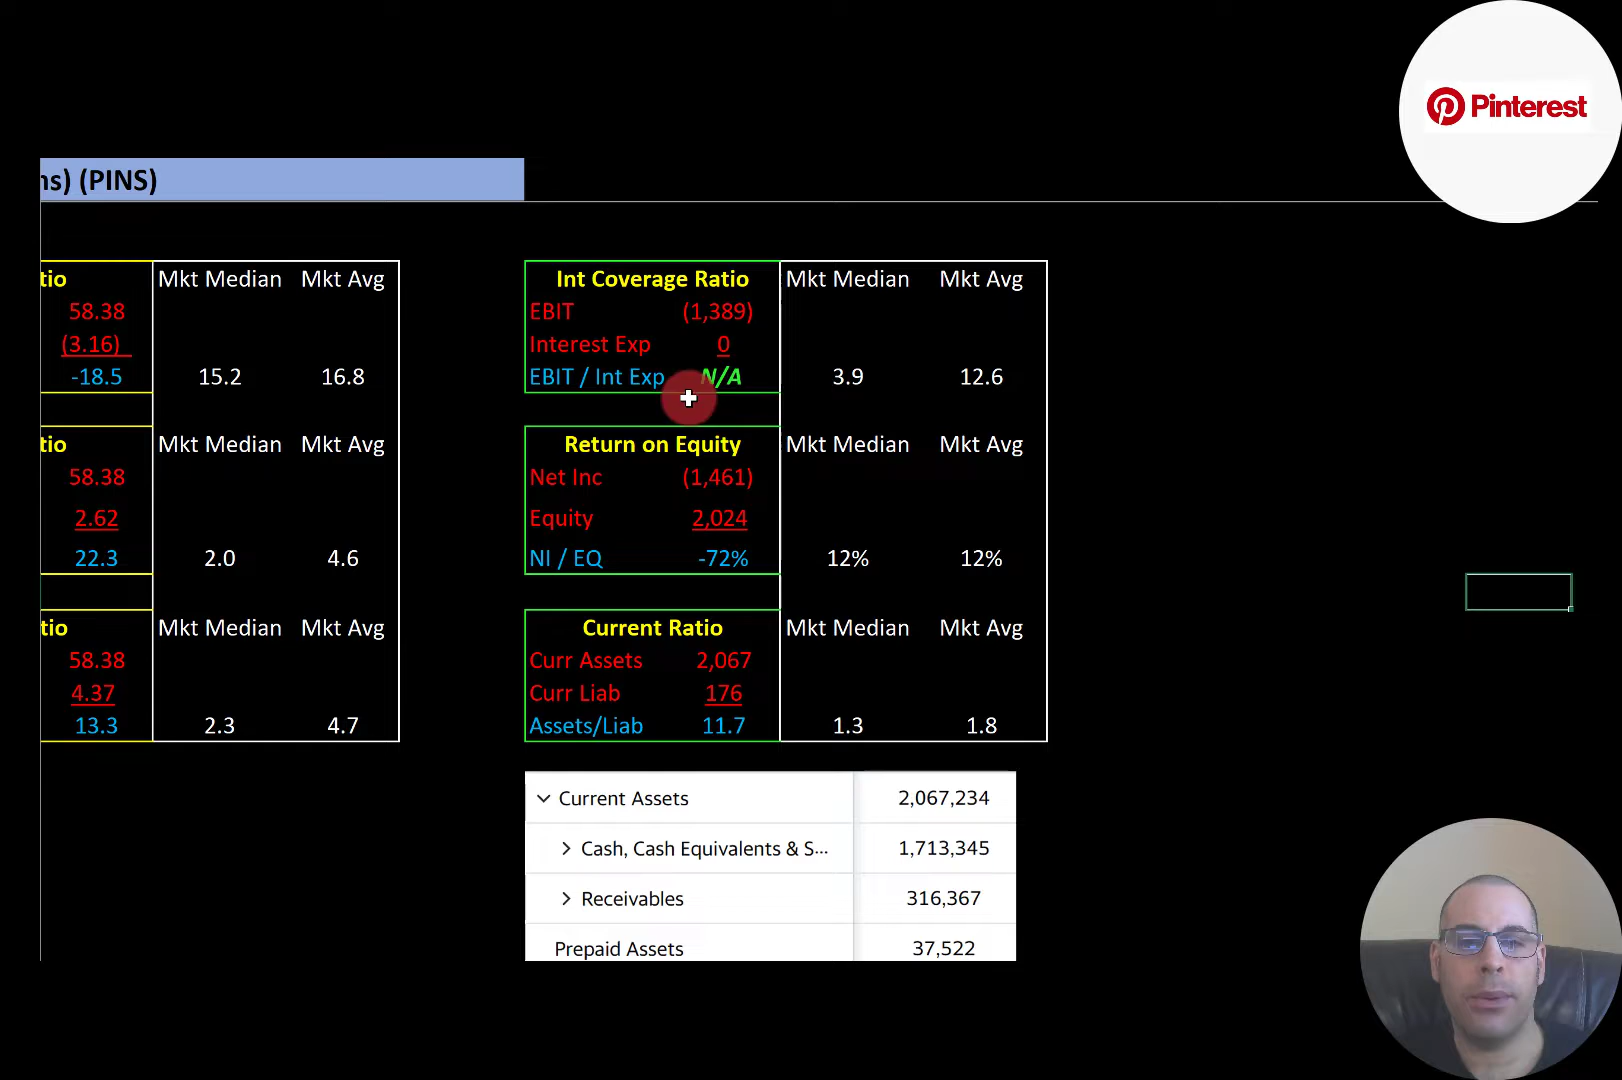 Pinterest
ns) (PINS)
tio Mkt Median Mkt Avg
58.38
(3.16)
-18.5 15.2 16.8
tio Mkt Median Mkt Avg
58.38
2.62
22.3 2.0 4.6
tio Mkt Median Mkt Avg
58.38
4.37
13.3 2.3 4.7
Int Coverage Ratio Mkt Median Mkt Avg
EBIT (1,389)
Interest Exp 0
EBIT / Int Exp N/A 3.9 12.6
Return on Equity Mkt Median Mkt Avg
Net Inc (1,461)
Equity 2,024
NI / EQ -72% 12% 12%
Current Ratio Mkt Median Mkt Avg
Curr Assets 2,067
Curr Liab 176
Assets/Liab 11.7 1.3 1.8
Current Assets 2,067,234
Cash, Cash Equivalents & S... 1,713,345
Receivables 316,367
Prepaid Assets 37,522